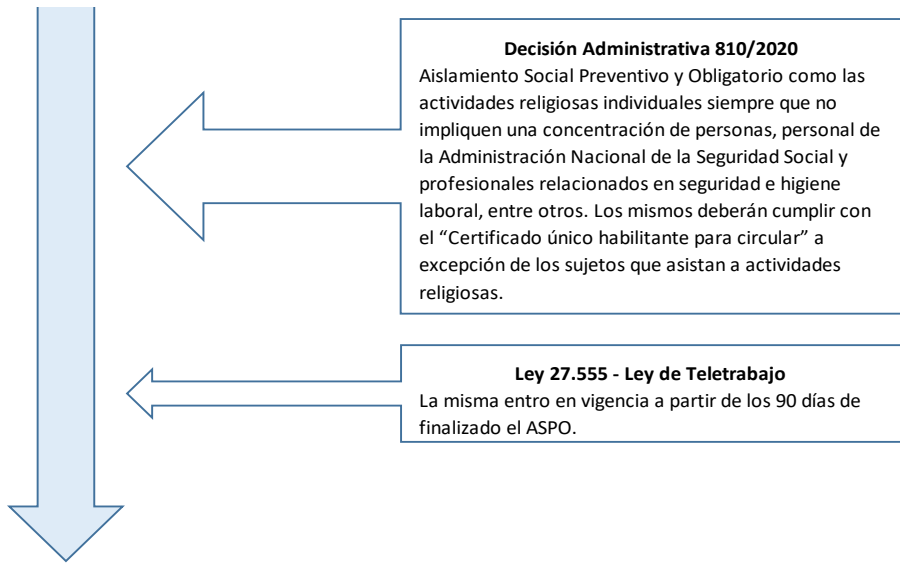 Decisión Administrativa 810/2020
Aislamiento Social Preventivo y Obligatorio como las
actividades religiosas individuales siempre que no
impliquen una concentración de personas, personal de
la Administración Nacional de la Seguridad Social y
profesionales relacionados en seguridad e higiene
laboral, entre otros. Los mismos deberán cumplir con
el “Certificado único habilitante para circular” a
excepción de los sujetos que asistan a actividades
religiosas.
Ley 27.555 - Ley de Teletrabajo
La misma entro en vigencia a partir de los 90 días de
finalizado el ASPO.